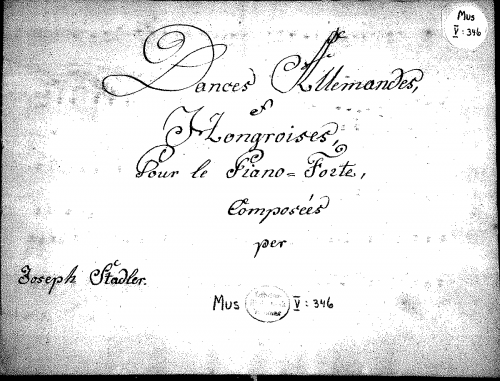 Mus
V: 346
Dances Allemandes,
et
Hongroises,
Pour le Piano=Forte,
Composées
per
Joseph Stadler.
Mus V: 346